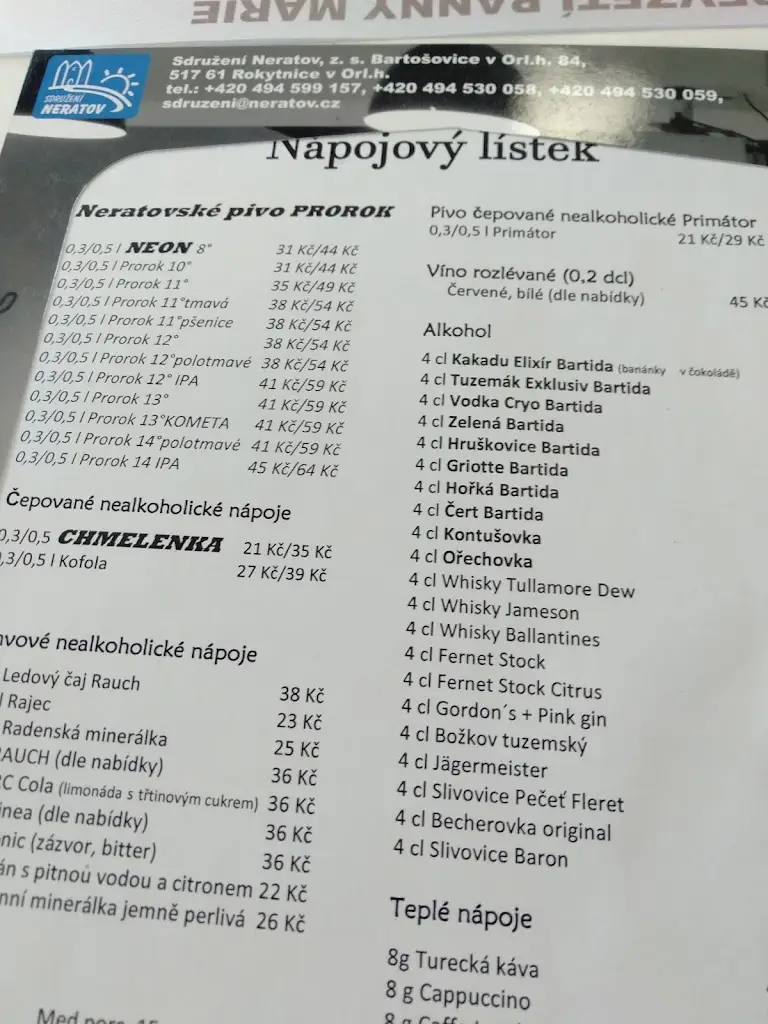 PANNY MARIE
SDRUŽENÍ
NERATOV
Sdružení Neratov, z. s. Bartošovice v Orl.h. 84,
517 61 Rokytnice v Orl.h.
tel.: +420 494 599 157, +420 494 530 058, +420 494 530 059,
sdruzeni@neratov.cz
Nápojový lístek
Neratovské pivo PROROK
0,3/0,5 l NEON 8° 31 Kč/44 Kč
0,3/0,5 l Prorok 10° 31 Kč/44 Kč
0,3/0,5 l Prorok 11° 35 Kč/49 Kč
0,3/0,5 l Prorok 11°tmavá 38 Kč/54 Kč
0,3/0,5 l Prorok 11°pšenice 38 Kč/54 Kč
0,3/0,5 l Prorok 12° 38 Kč/54 Kč
0,3/0,5 l Prorok 12°polotmavé 38 Kč/54 Kč
0,3/0,5 l Prorok 12° IPA 41 Kč/59 Kč
0,3/0,5 l Prorok 13° 41 Kč/59 Kč
0,3/0,5 l Prorok 13°KOMETA 41 Kč/59 Kč
0,3/0,5 l Prorok 14°polotmavé 41 Kč/59 Kč
0,3/0,5 l Prorok 14 IPA 45 Kč/64 Kč
Čepované nealkoholické nápoje
0,3/0,5 CHMELENKA 21 Kč/35 Kč
,3/0,5 l Kofola 27 Kč/39 Kč
vové nealkoholické nápoje
Ledový čaj Rauch 38 Kč
l Rajec 23 Kč
Radenská minerálka 25 Kč
AUCH (dle nabídky) 36 Kč
C Cola (limonáda s třtinovým cukrem) 36 Kč
inea (dle nabídky) 36 Kč
nic (zázvor, bitter) 36 Kč
án s pitnou vodou a citronem 22 Kč
nní minerálka jemně perlivá 26 Kč
Pivo čepované nealkoholické Primátor
0,3/0,5 l Primátor 21 Kč/29 Kč
Víno rozlévané (0,2 dcl)
Červené, bílé (dle nabídky) 45 Kč
Alkohol
4 cl Kakadu Elixír Bartida (banánky v čokoládě)
4 cl Tuzemák Exklusiv Bartida
4 cl Vodka Cryo Bartida
4 cl Zelená Bartida
4 cl Hruškovice Bartida
4 cl Griotte Bartida
4 cl Hořká Bartida
4 cl Čert Bartida
4 cl Kontušovka
4 cl Ořechovka
4 cl Whisky Tullamore Dew
4 cl Whisky Jameson
4 cl Whisky Ballantines
4 cl Fernet Stock
4 cl Fernet Stock Citrus
4 cl Gordon´s + Pink gin
4 cl Božkov tuzemský
4 cl Jägermeister
4 cl Slivovice Pečeť Fleret
4 cl Becherovka original
4 cl Slivovice Baron
Teplé nápoje
8g Turecká káva
8 g Cappuccino
8 g